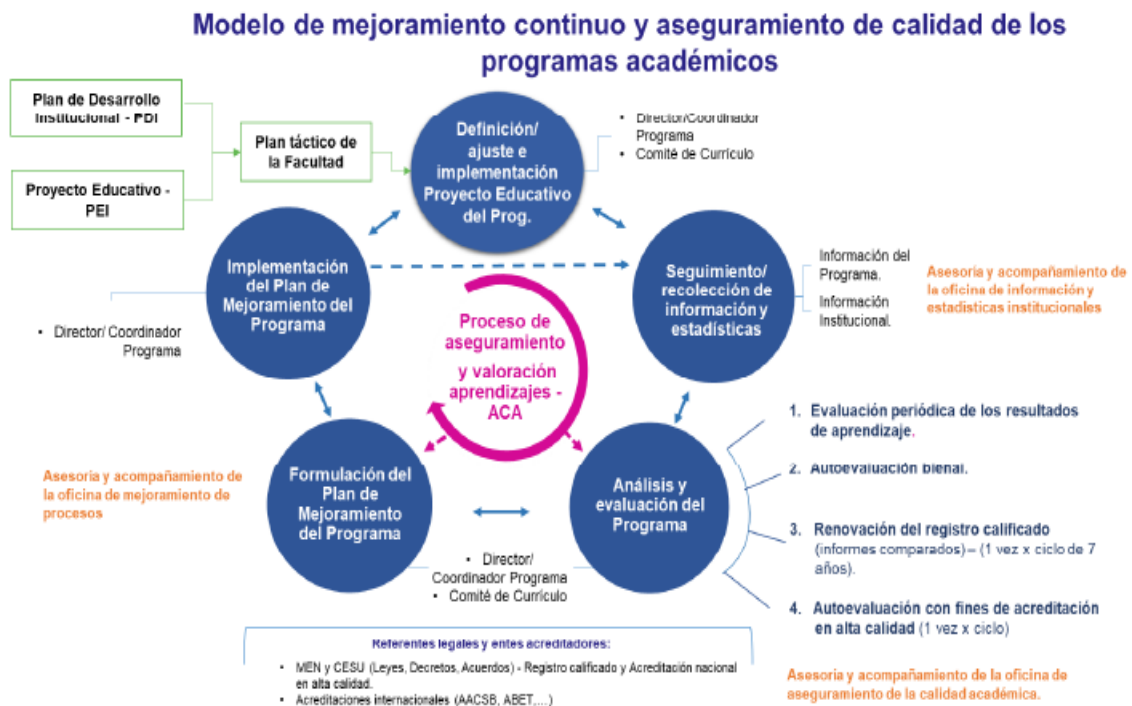 Modelo de mejoramiento continuo y aseguramiento de calidad de los
programas académicos
Plan de Desarrollo
Institucional - PDI
Proyecto Educativo -
PEI
Plan táctico de
la Facultad
Definición/
ajuste e
implementación
Proyecto Educativo
del Prog.
• Director/Coordinador
Programa
• Comité de Currículo
Implementación
del Plan de
Mejoramiento del
Programa
• Director/ Coordinador
Programa
Seguimiento/
recolección de
información y
estadísticas
Información del
Programa.
Información
Institucional.
Asesoria y acompañamiento de
la oficina de información y
estadísticas institucionales
Proceso de
aseguramiento
y valoración
aprendizajes -
ACA
Formulación del
Plan de
Mejoramiento
del Programa
Asesoria y acompañamiento de
la oficina de mejoramiento de
procesos
Análisis y
evaluación del
Programa
• Director/
Coordinador Programa
• Comité de Currículo
1. Evaluación periódica de los resultados
de aprendizaje.
2. Autoevaluación bienal.
3. Renovación del registro calificado
(informes comparados) – (1 vez x ciclo de 7
años).
4. Autoevaluación con fines de acreditación
en alta calidad (1 vez x ciclo)
Asesoria y acompañamiento de la oficina de
aseguramiento de la calidad académica.
Referentes legales y entes acreditadores:
• MEN y CESU (Leyes, Decretos, Acuerdos) - Registro calificado y Acreditación nacional
en alta calidad.
• Acreditaciones internacionales (AACSB, ABET,...)